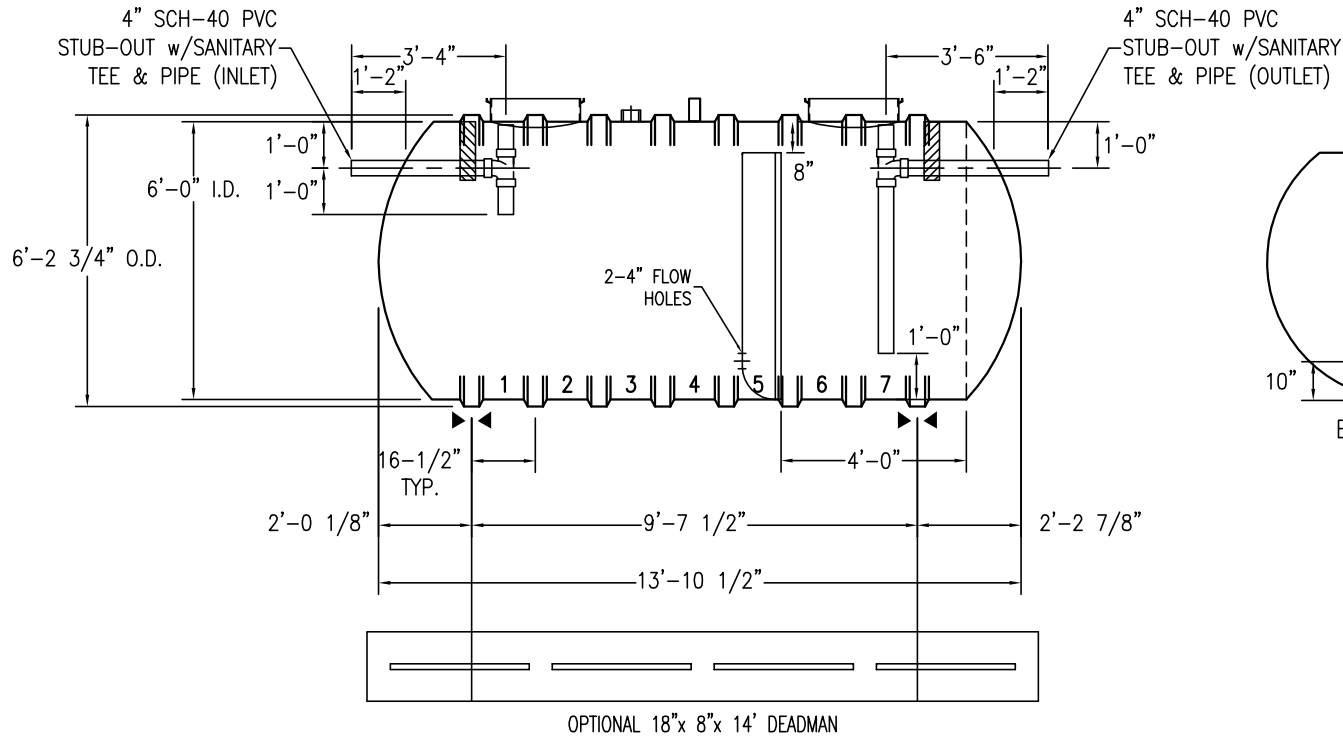 4" SCH-40 PVC
STUB-OUT w/SANITARY
TEE & PIPE (INLET)
3'-4"
1'-2"
3'-6"
1'-2"
4" SCH-40 PVC
STUB-OUT w/SANITARY
TEE & PIPE (OUTLET)
1'-0"
1'-0"
6'-0" I.D.
1'-0"
8"
6'-2 3/4" O.D.
2-4" FLOW
HOLES
1'-0"
10"
1 2 3 4 5 6 7
16-1/2"
TYP.
4'-0"
2'-0 1/8"
9'-7 1/2"
2'-2 7/8"
13'-10 1/2"
OPTIONAL 18"x 8"x 14' DEADMAN